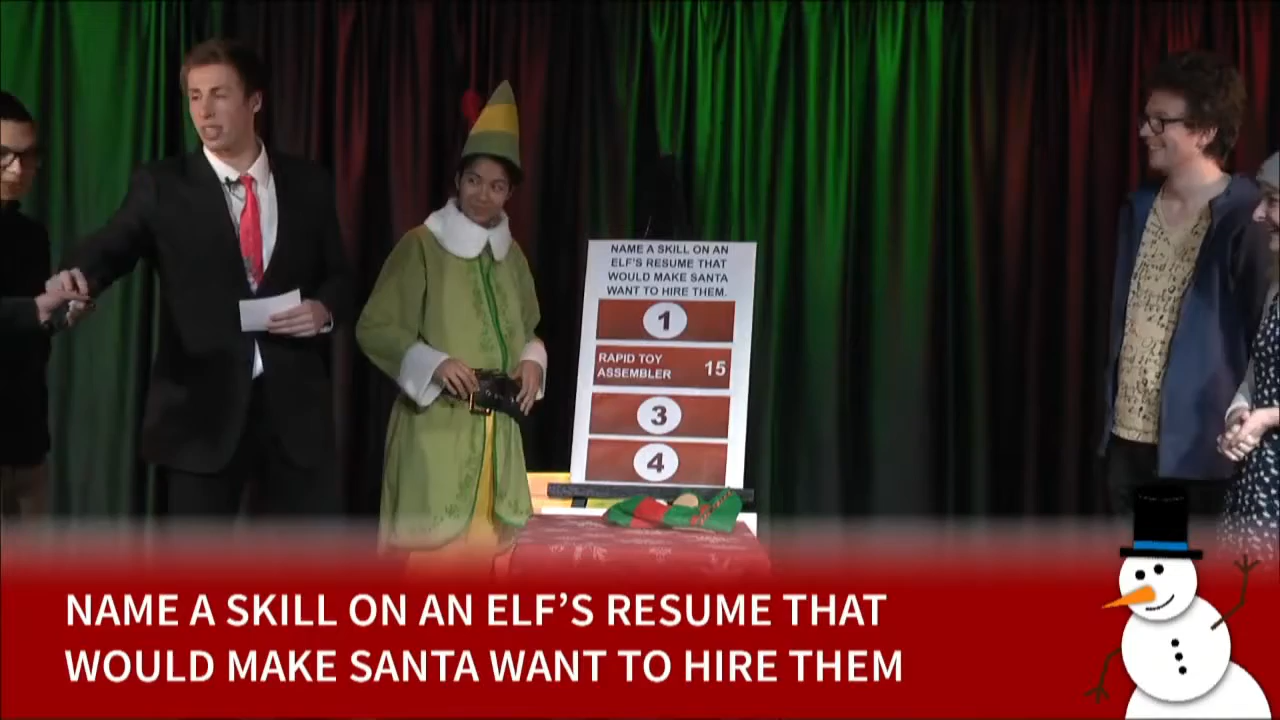 NAME A SKILL ON AN
ELF'S RESUME THAT
WOULD MAKE SANTA
WANT TO HIRE THEM.
1
RAPID TOY
ASSEMBLER 15
3
4
NAME A SKILL ON AN ELF’S RESUME THAT
WOULD MAKE SANTA WANT TO HIRE THEM